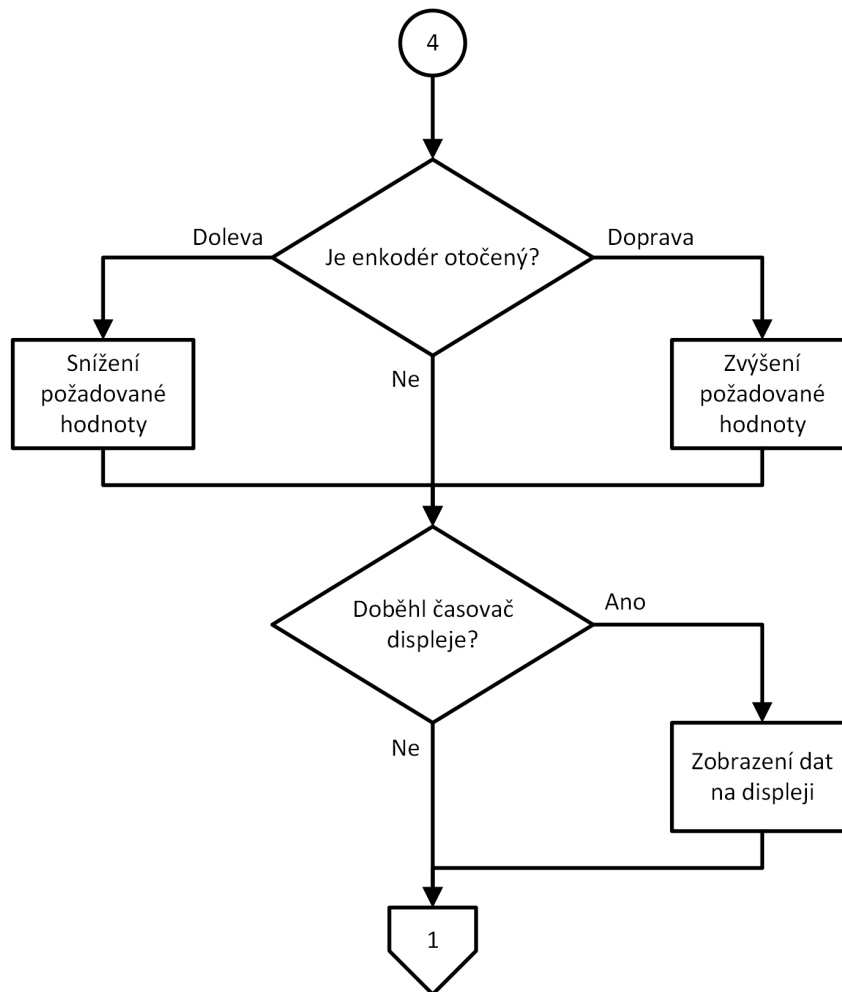 4
Je enkodér otočený?
Doleva
Doprava
Ne
Snížení
požadované
hodnoty
Zvýšení
požadované
hodnoty
Doběhl časovač
displeje?
Ano
Ne
Zobrazení dat
na displeji
1